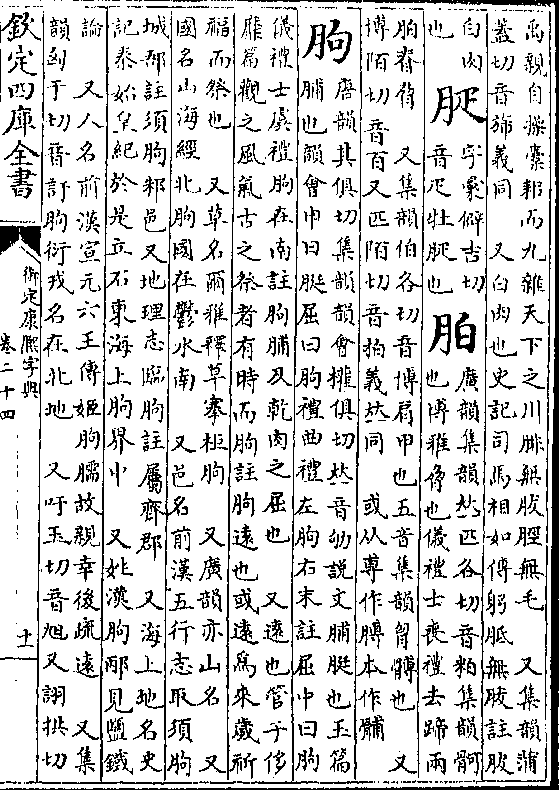 禹親自操橐耜而九雜天下之川腓無胈脛無毛 又集韻蒲
蓋切音斾義同 又白肉也史記司馬相如傳躬胝無胈註胈
白肉
也
字彙僻吉切
音疋牡 也
胉
廣韻集韻𠀤匹各切音粕集韻髆
也博雅脅也儀禮士喪禮去蹄兩
胉脊肺 又集韻伯各切音博肩甲也五音集韻胷髆也 又
博陌切音百又匹陌切音拍義𠀤同 或从尃作膊本作
朐
唐韻其俱切集韻韻會權俱切𠀤音劬說文脯脡也玉篇
脯也韻會中曰脡屈曰朐禮曲禮左朐右末註屈中曰朐
儀禮士虞禮朐在南註朐脯及乾肉之屈也 又遠也管子侈
靡篇觀之風氣古之祭者有時而朐註朐遠也或遠爲來歲祈
福而祭也 又草名爾雅釋草搴柜朐 又廣韻亦山名 又
國名山海經北朐國在鬱水南 又邑名前漢五行志取須朐
城郚註須朐邾邑又地理志臨朐註屬齊郡 又海上地名史
記秦始皇紀於是立石東海上朐界中 又姓漢朐邴見鹽鐵
論 又人名前漢宣元六王傳姬朐臑故親幸後疏遠 又集
韻匈于切音訏朐衍戎名在北地 又吁玉切音旭又詡拱切
欽定四庫全書
御定康熙字典
卷二十四
十一